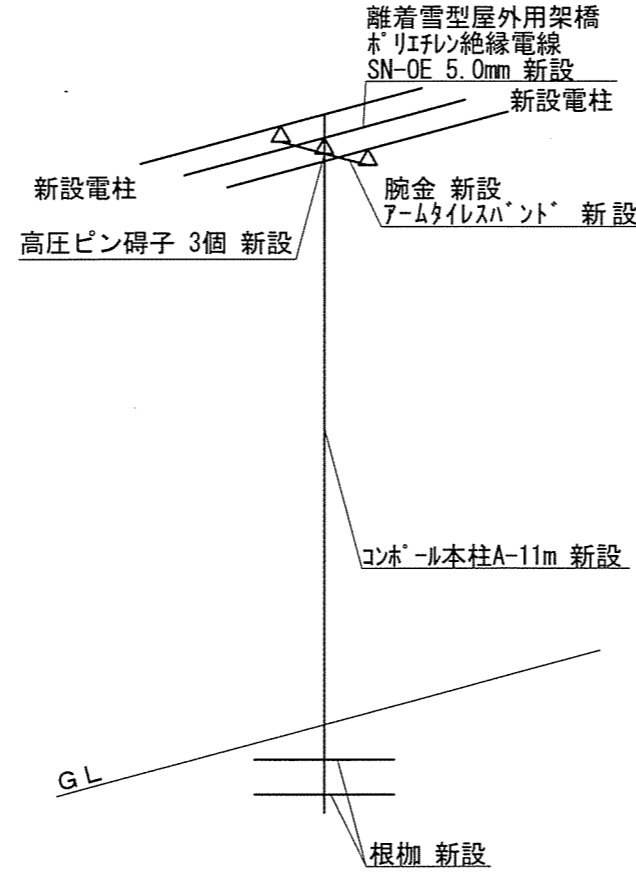 離着雪型屋外用架橋
ﾎﾟﾘｴﾁﾚﾝ絶縁電線
SN-OE 5.0mm 新設
新設電柱
新設電柱
腕金 新設
ｱｰﾑﾀｲﾚｽﾊﾞﾝﾄﾞ 新設
高圧ピン碍子 3個 新設
ｺﾝﾎﾟｰﾙ本柱A-11m 新設
GL
根枷 新設